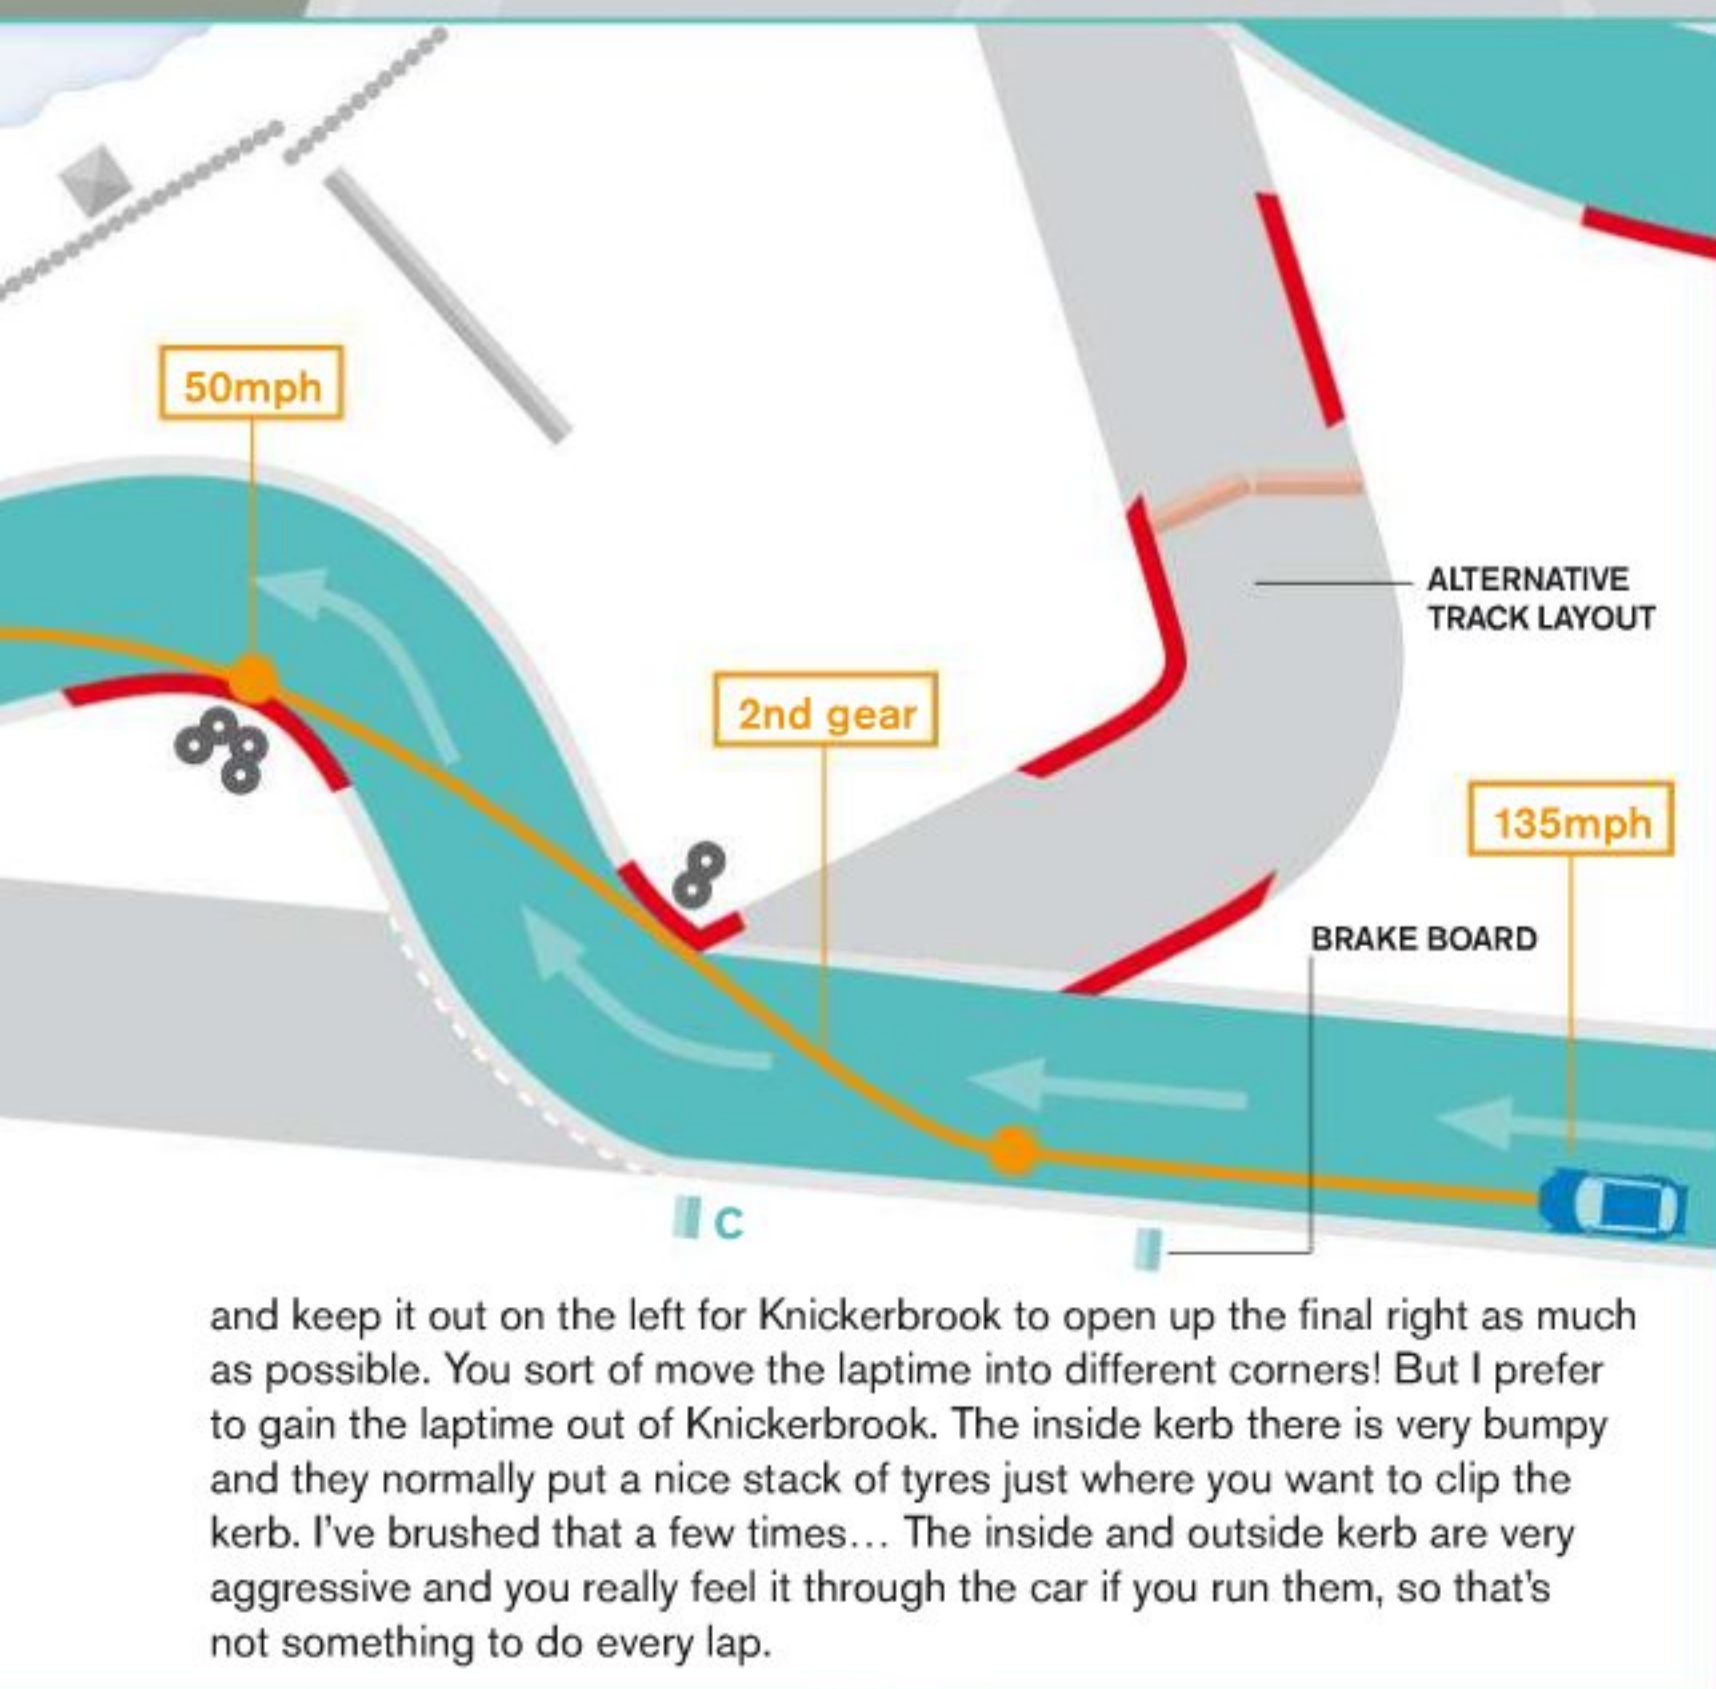 50mph
ALTERNATIVE
TRACK LAYOUT
2nd gear
135mph
BRAKE BOARD
C
and keep it out on the left for Knickerbrook to open up the final right as much
as possible. You sort of move the laptime into different corners! But I prefer
to gain the laptime out of Knickerbrook. The inside kerb there is very bumpy
and they normally put a nice stack of tyres just where you want to clip the
kerb. I've brushed that a few times... The inside and outside kerb are very
aggressive and you really feel it through the car if you run them, so that's
not something to do every lap.